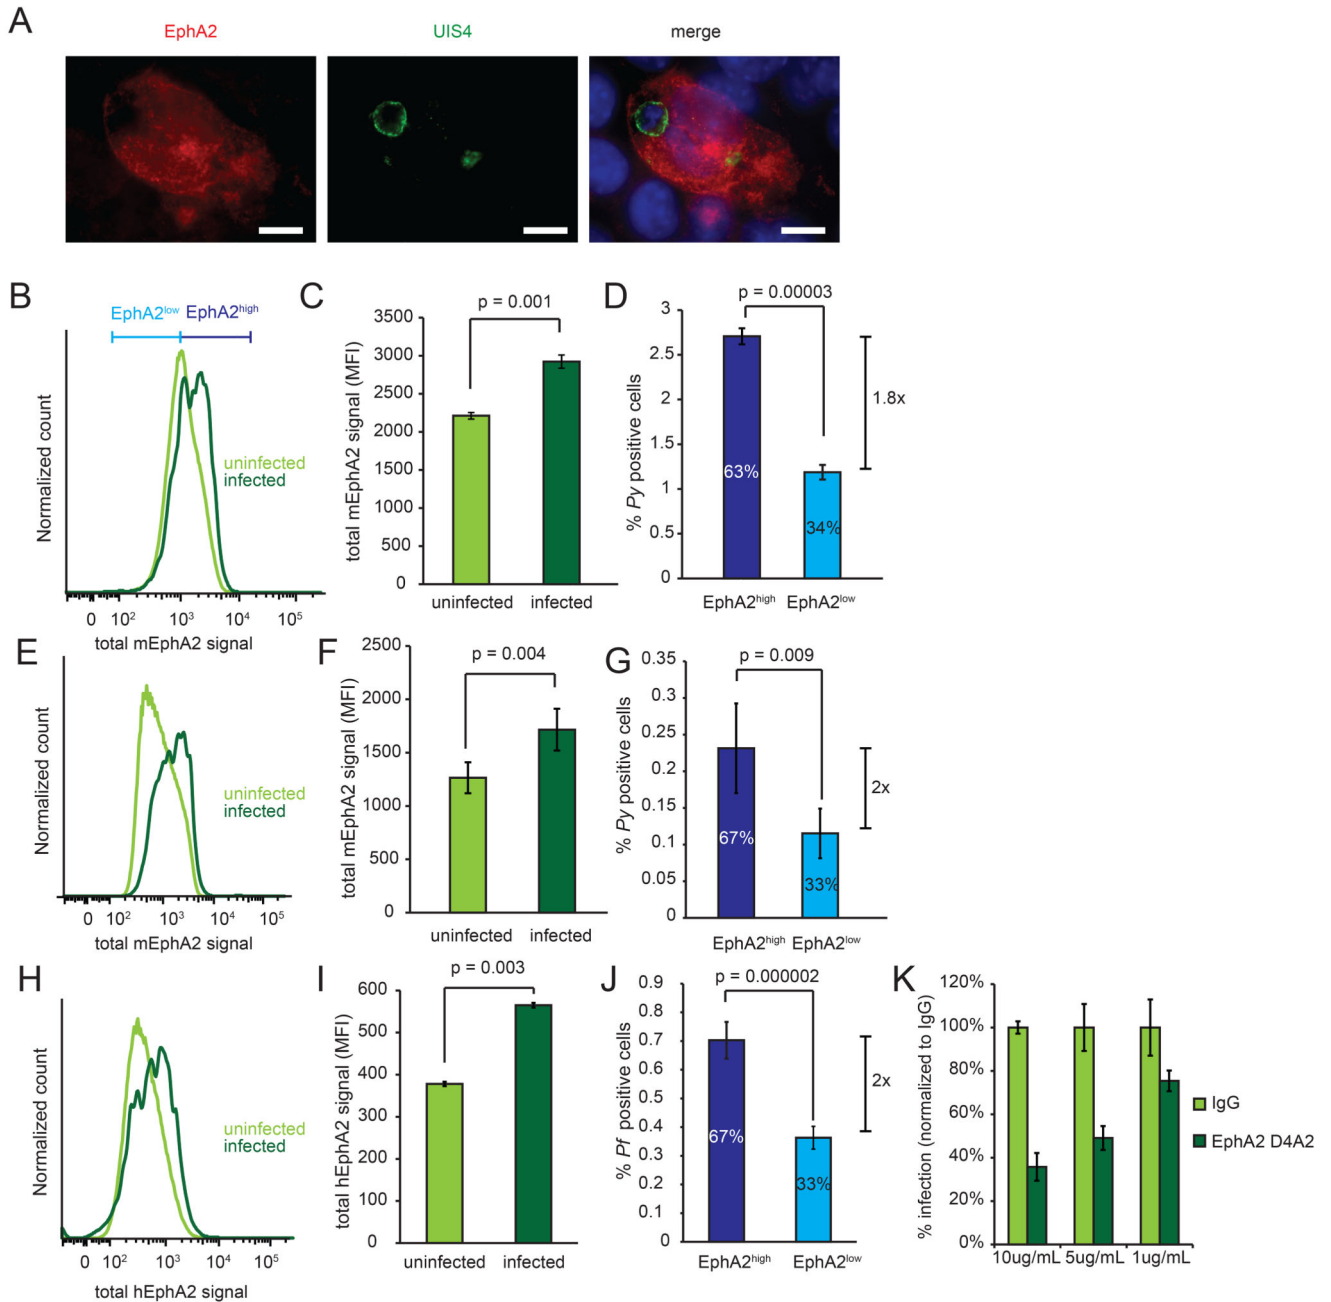 A
EphA2 UIS4 merge
B
EphA2low EphA2high
Normalized count
uninfected
infected
0 10² 10³ 10⁴ 10⁵
total mEphA2 signal
C
p = 0.001
total mEphA2 signal (MFI)
3500
3000
2500
2000
1500
1000
500
0
uninfected infected
D
p = 0.00003
% Py positive cells
3
2.5
2
1.5
1
0.5
0
63%
34%
1.8x
EphA2high EphA2low
E
Normalized count
uninfected
infected
0 10² 10³ 10⁴ 10⁵
total mEphA2 signal
F
p = 0.004
total mEphA2 signal (MFI)
2500
2000
1500
1000
500
0
uninfected infected
G
p = 0.009
% Py positive cells
0.35
0.3
0.25
0.2
0.15
0.1
0.05
0
67%
33%
2x
EphA2high EphA2low
H
Normalized count
uninfected
infected
0 10² 10³ 10⁴ 10⁵
total hEphA2 signal
I
p = 0.003
total hEphA2 signal (MFI)
600
500
400
300
200
100
0
uninfected infected
J
p = 0.000002
% Pf positive cells
0.9
0.8
0.7
0.6
0.5
0.4
0.3
0.2
0.1
0
67%
33%
2x
EphA2high EphA2low
K
% infection (normalized to IgG)
120%
100%
80%
60%
40%
20%
0%
10ug/mL 5ug/mL 1ug/mL
IgG
EphA2 D4A2